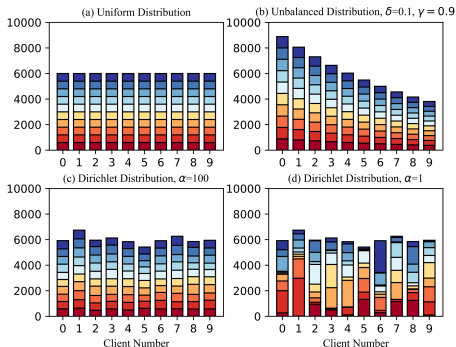 (a) Uniform Distribution
10000
8000
6000
4000
2000
0
0 1 2 3 4 5 6 7 8 9
(b) Unbalanced Distribution, δ=0.1, γ = 0.9
10000
8000
6000
4000
2000
0
0 1 2 3 4 5 6 7 8 9
(c) Dirichlet Distribution, α=100
10000
8000
6000
4000
2000
0
0 1 2 3 4 5 6 7 8 9
Client Number
(d) Dirichlet Distribution, α=1
10000
8000
6000
4000
2000
0
0 1 2 3 4 5 6 7 8 9
Client Number